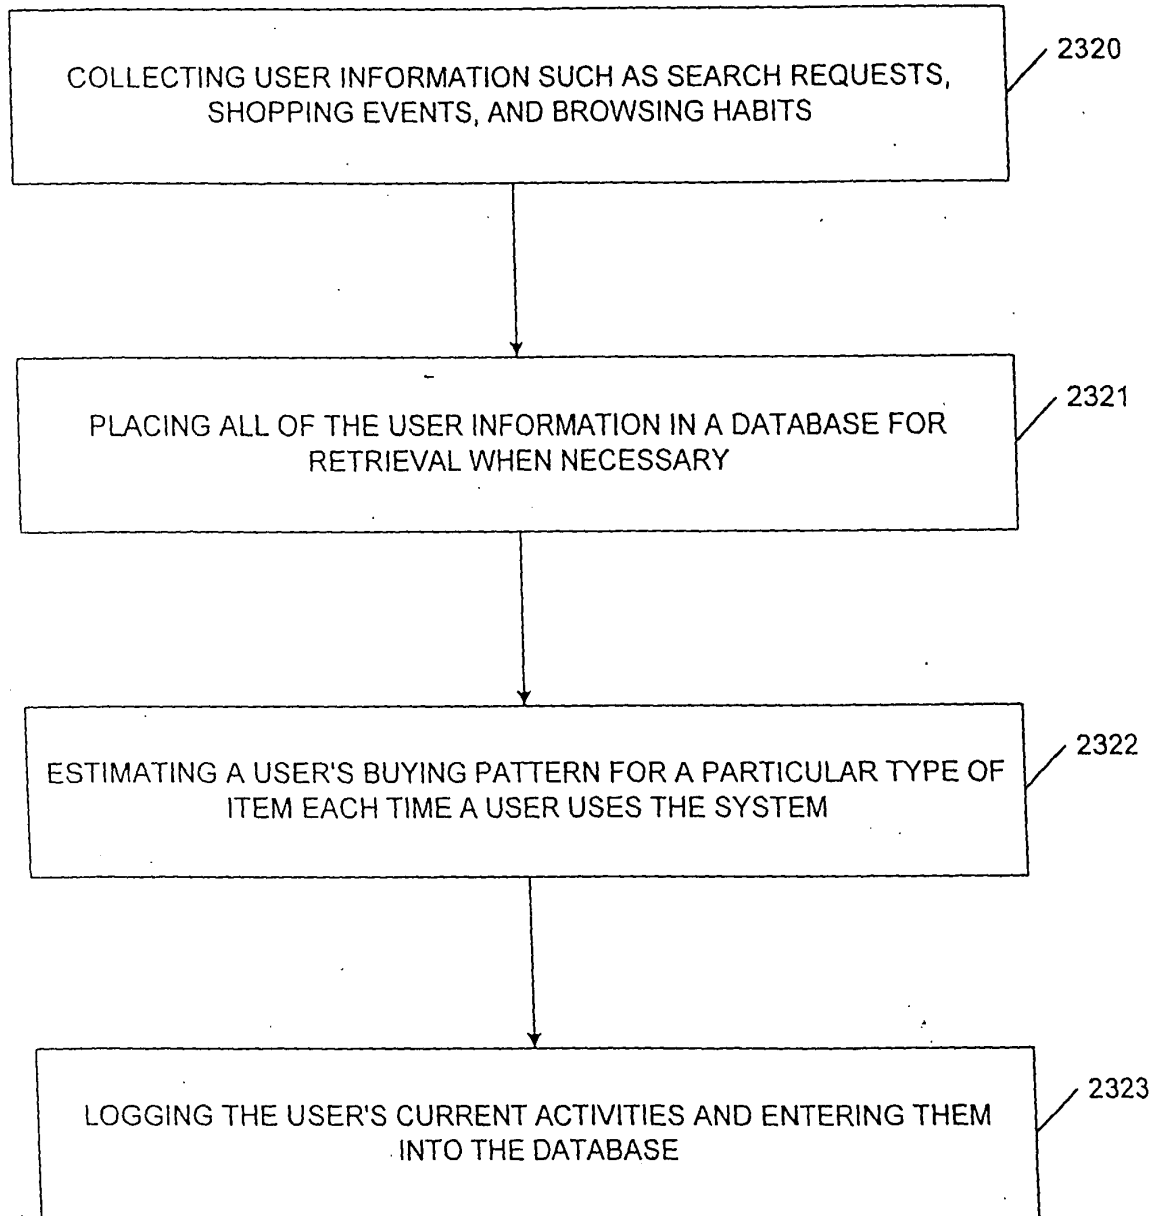 COLLECTING USER INFORMATION SUCH AS SEARCH REQUESTS,
SHOPPING EVENTS, AND BROWSING HABITS
2320
PLACING ALL OF THE USER INFORMATION IN A DATABASE FOR
RETRIEVAL WHEN NECESSARY
2321
ESTIMATING A USER'S BUYING PATTERN FOR A PARTICULAR TYPE OF
ITEM EACH TIME A USER USES THE SYSTEM
2322
LOGGING THE USER'S CURRENT ACTIVITIES AND ENTERING THEM
INTO THE DATABASE
2323